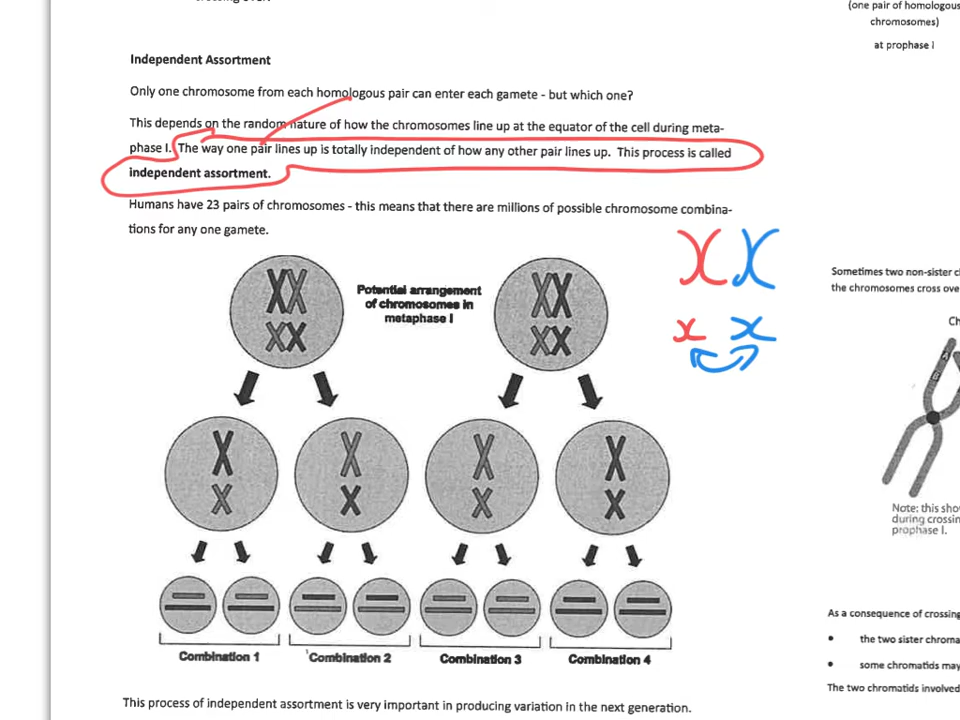 (one pair of homologous
chromosomes)
at prophase I
Independent Assortment
Only one chromosome from each homologous pair can enter each gamete - but which one?
This depends on the random nature of how the chromosomes line up at the equator of the cell during meta-
phase I. The way one pair lines up is totally independent of how any other pair lines up. This process is called
independent assortment.
Humans have 23 pairs of chromosomes - this means that there are millions of possible chromosome combina-
tions for any one gamete.
Potential arrangement
of chromosomes in
metaphase I
Combination 1
Combination 2
Combination 3
Combination 4
This process of independent assortment is very important in producing variation in the next generation.
Sometimes two non-sister
the chromosomes cross
Note: this
during
prophase I.
As a consequence of
the two sister
some chromatids may
The two chromatids involved